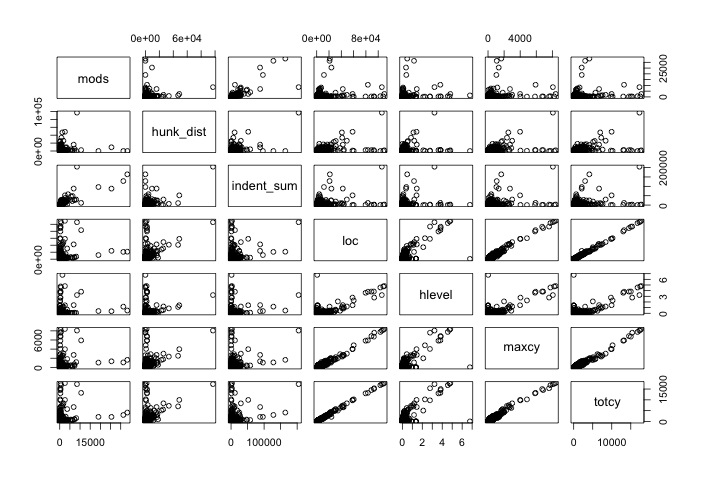 0e+00 6e+04 0e+00 8e+04 0 4000
mods 0 25000
0e+00 1e+05 hunk_dist
indent_sum 0 200000
0e+00 loc
hlevel 0 3 6
0 6000 maxcy
totcy 0 15000
0 15000 0 100000 0 2 4 6 0 10000